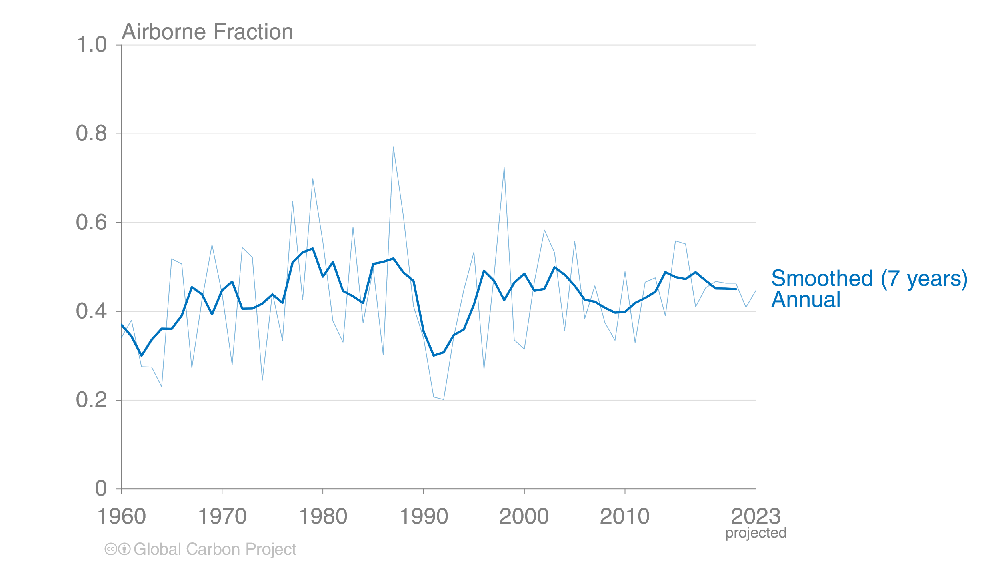 Airborne Fraction
1.0
0.8
0.6
0.4
0.2
0
Smoothed (7 years)
Annual
1960 1970 1980 1990 2000 2010 2023
projected
Global Carbon Project